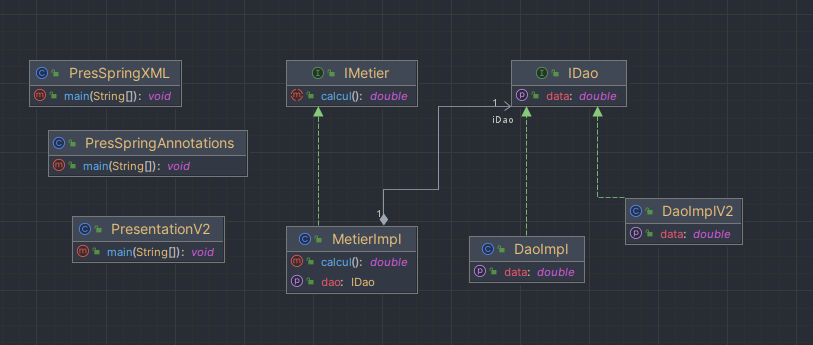 PresSpringXML
main(String[]): void
PresSpringAnnotations
main(String[]): void
PresentationV2
main(String[]): void
IMetier
calcul(): double
IDao
data: double
1
iDao
1
MetierImpl
calcul(): double
dao: IDao
DaoImpl
data: double
DaoImplV2
data: double